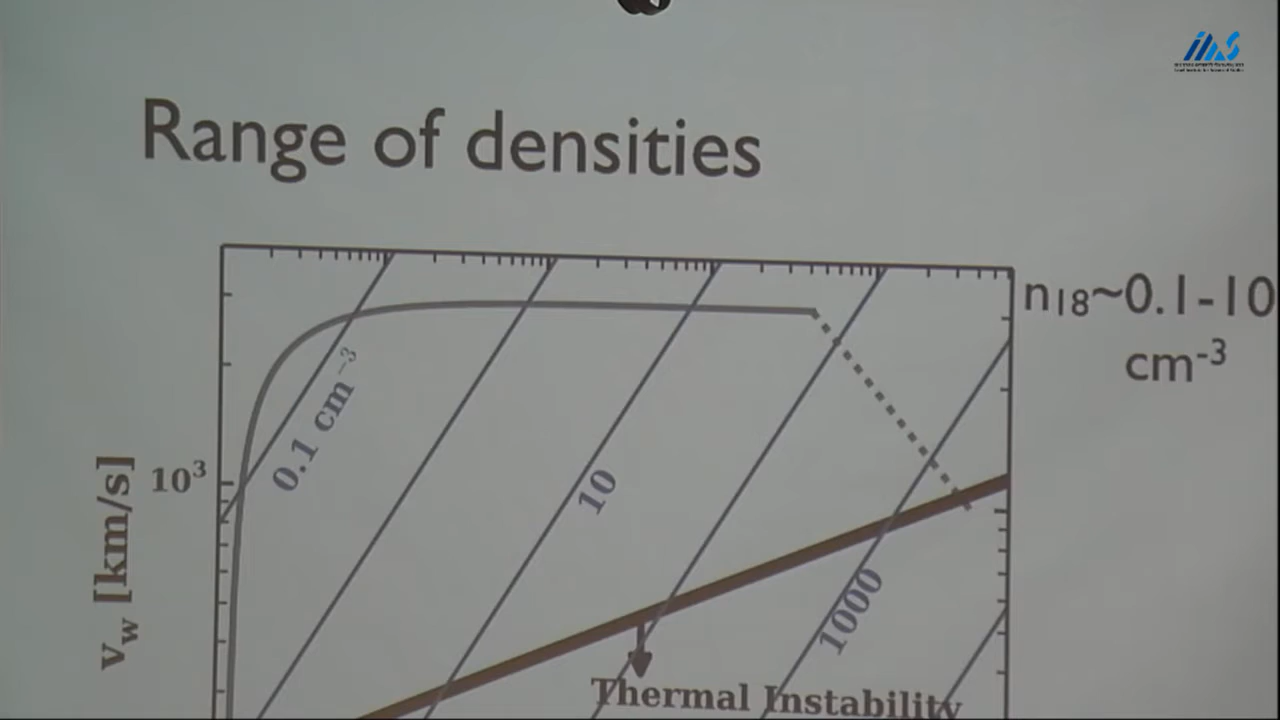 Range of densities
n18~0.1-10
cm-3
0.1 cm−3
10³
10
1000
vw [km/s]
Thermal Instability